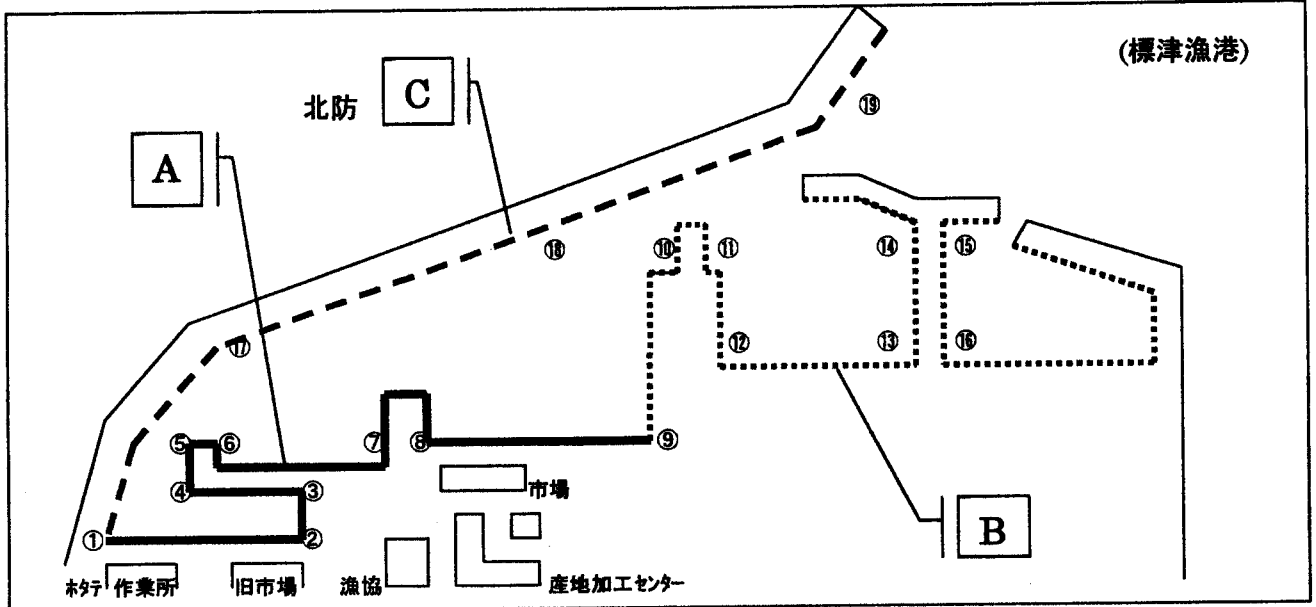 (標津漁港)
北防
C
A
⑲
⑱
⑩
⑪
⑭
⑮
⑰
⑫
⑬
⑯
⑤
⑥
⑦
⑧
⑨
④
③
市場
①
②
B
ホタテ 作業所
旧市場
漁協
産地加工センター